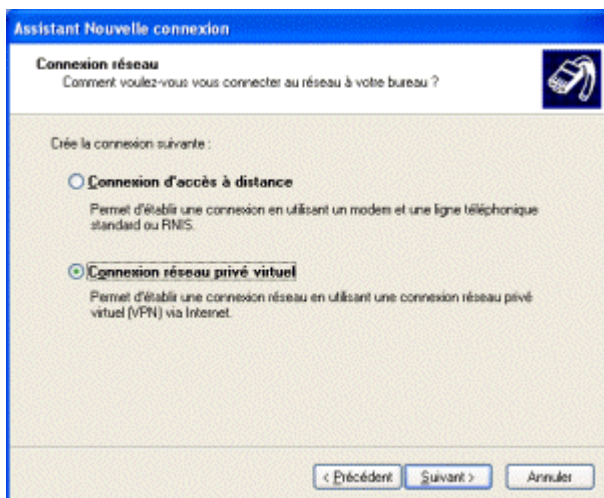 Assistant Nouvelle connexion
Connexion réseau
Comment voulez-vous vous connecter au réseau à votre bureau ?
Crée la connexion suivante :
Connexion d'accès à distance
Permet d'établir une connexion en utilisant un modem et une ligne téléphonique
standard ou RNIS.
Connexion réseau privé virtuel
Permet d'établir une connexion réseau en utilisant une connexion réseau privé
virtuel (VPN) via Internet.
< Précédent Suivant > Annuler